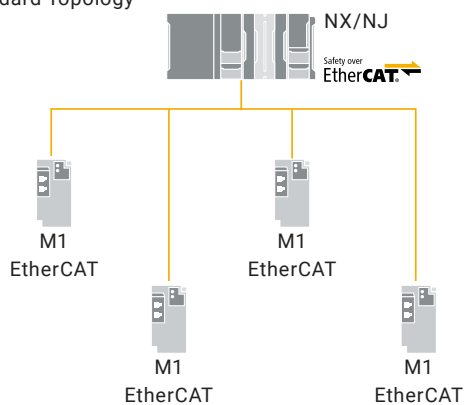 dard Topology
NX/NJ
Safety over
EtherCAT®
M1
EtherCAT
M1
EtherCAT
M1
EtherCAT
M1
EtherCAT